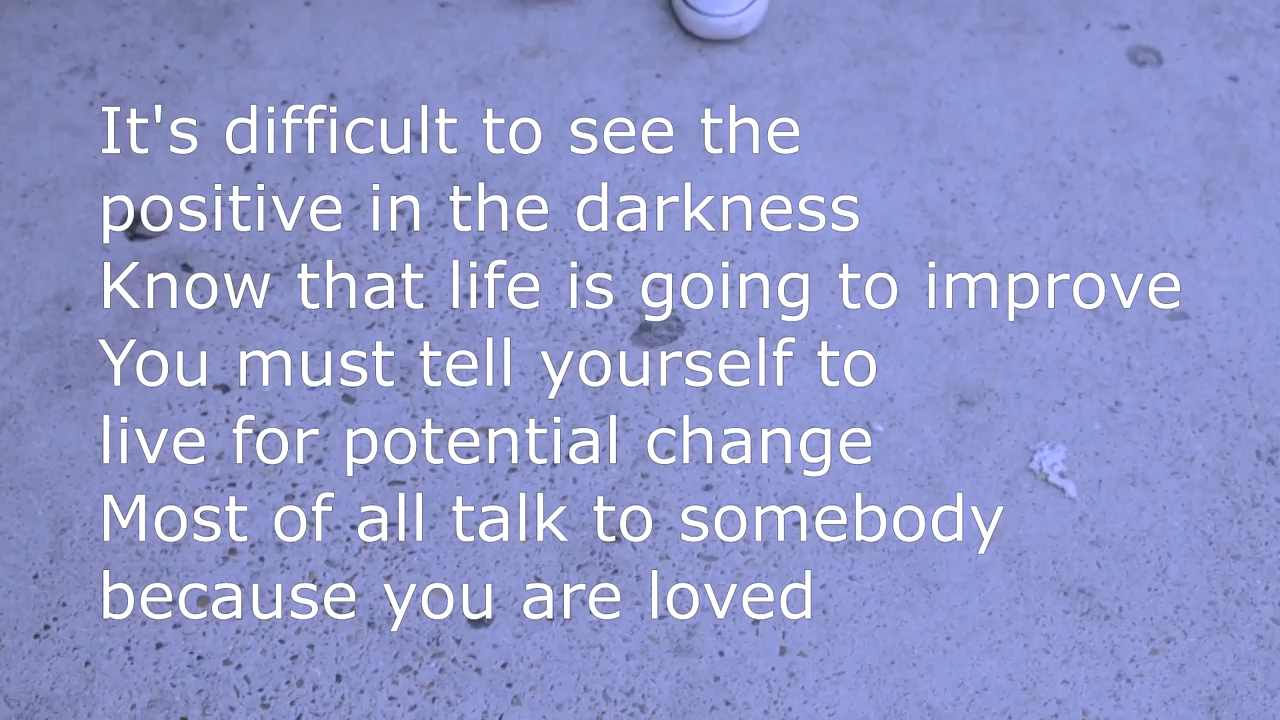 It's difficult to see the
positive in the darkness
Know that life is going to improve
You must tell yourself to
live for potential change
Most of all talk to somebody
because you are loved